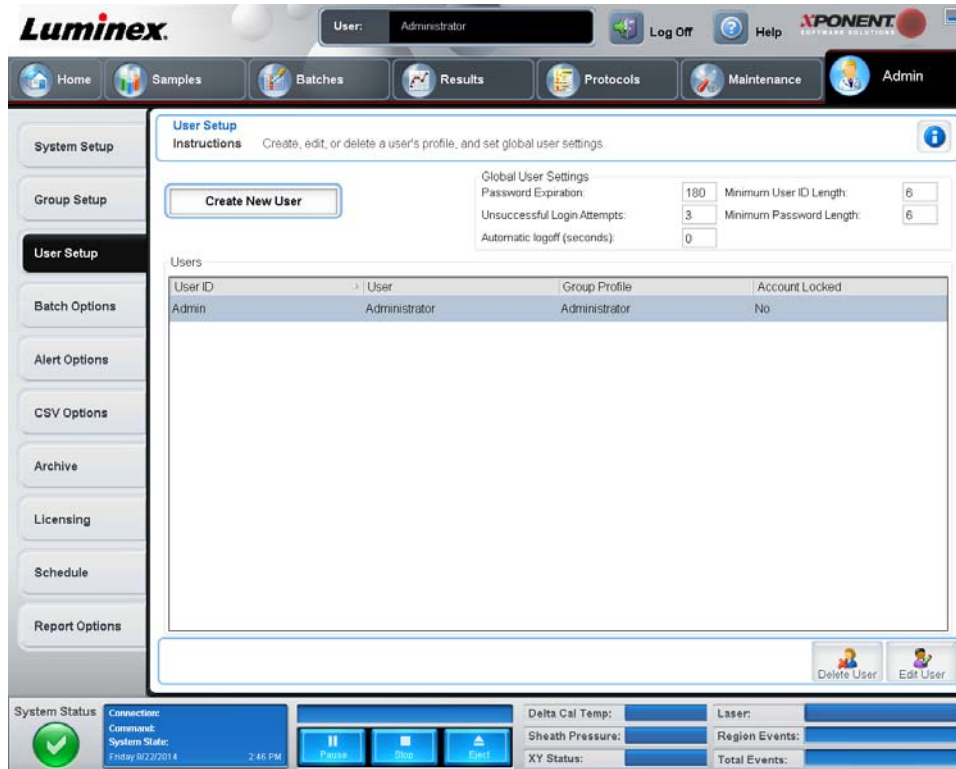 Luminex.
User: Administrator
Log Off
Help
XPONENT.
SOFTWARE SOLUTIONS
Home
Samples
Batches
Results
Protocols
Maintenance
Admin
System Setup
Group Setup
User Setup
Batch Options
Alert Options
CSV Options
Archive
Licensing
Schedule
Report Options
User Setup
Instructions Create, edit, or delete a user's profile, and set global user settings.
Create New User
Global User Settings
Password Expiration: 180 Minimum User ID Length: 6
Unsuccessful Login Attempts: 3 Minimum Password Length: 6
Automatic logoff (seconds): 0
Users
User ID User Group Profile Account Locked
Admin Administrator Administrator No
Delete User Edit User
System Status
Connection:
Command:
System State:
Friday 8/22/2014 2:46 PM
Pause Stop Eject
Delta Cal Temp: Laser:
Sheath Pressure: Region Events:
XY Status: Total Events: